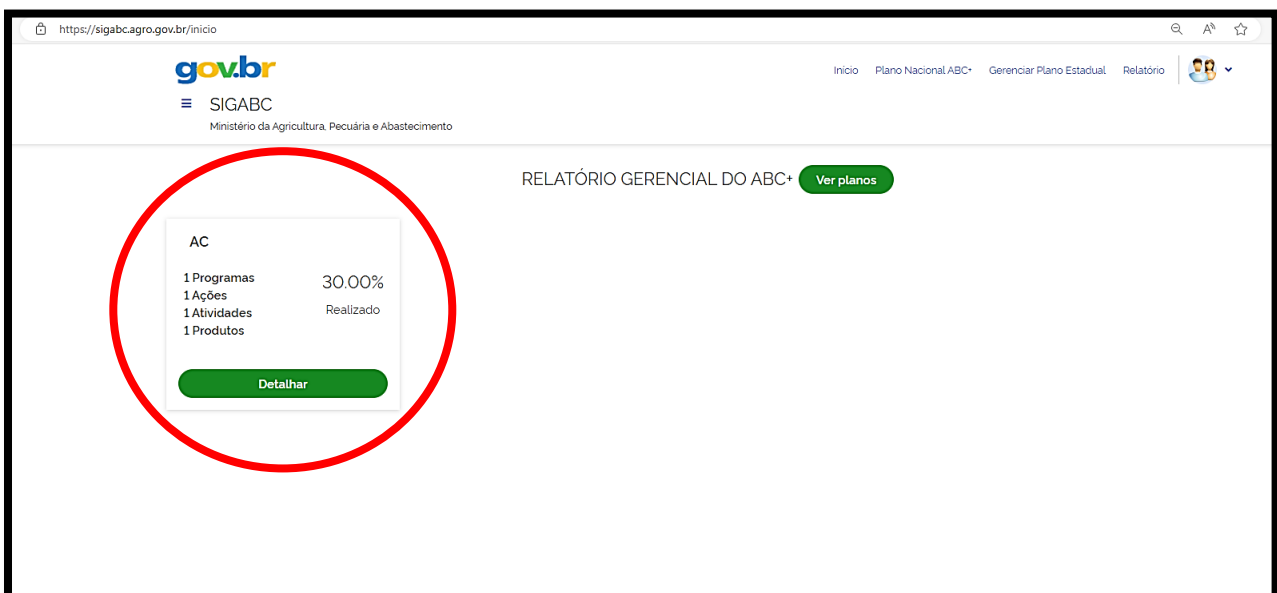 https://sigabc.agro.gov.br/inicio
gov.br
Início Plano Nacional ABC+ Gerenciar Plano Estadual Relatório
SIGABC
Ministério da Agricultura, Pecuária e Abastecimento
RELATÓRIO GERENCIAL DO ABC+ Ver planos
AC
1 Programas
30.00%
1 Ações
1 Atividades
Realizado
1 Produtos
Detalhar